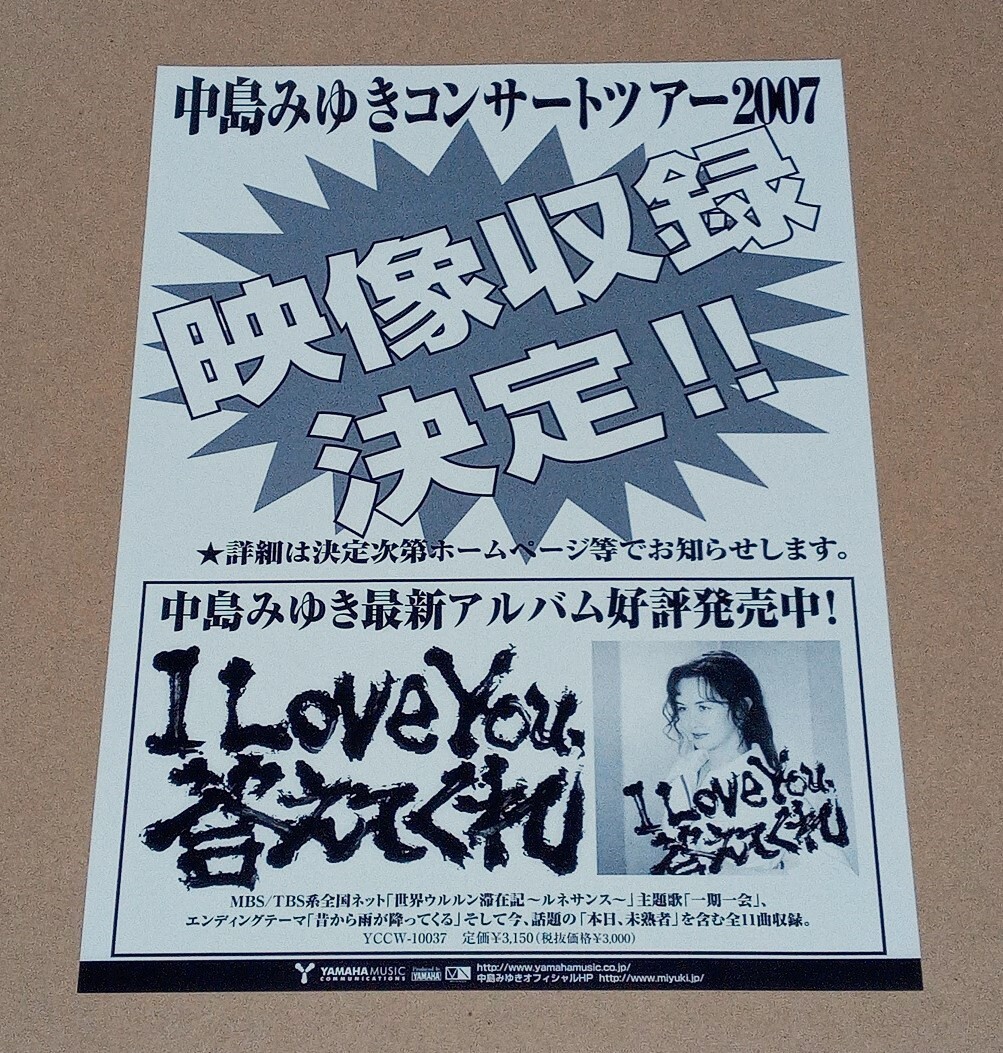 中島みゆきコンサートツアー2007
映像収録
決定!!
★詳細は決定次第ホームページ等でお知らせします。
中島みゆき最新アルバム好評発売中!
I Love You,
答えてくれ
I Love You,
答えてくれ
MBS/TBS系全国ネット「世界ウルルン滞在記〜ルネサンス〜」主題歌「一期一会」、
エンディングテーマ「昔から雨が降ってくる」そして今、話題の「本日、未熟者」を含む全11曲収録。
YCCW-10037 定価¥3,150(税抜価格¥3,000)
YAMAHA MUSIC
COMMUNICATIONS
Produced by
YAMAHA
http://www.yamahamusic.co.jp/
中島みゆきオフィシャルHP http://www.miyuki.jp/